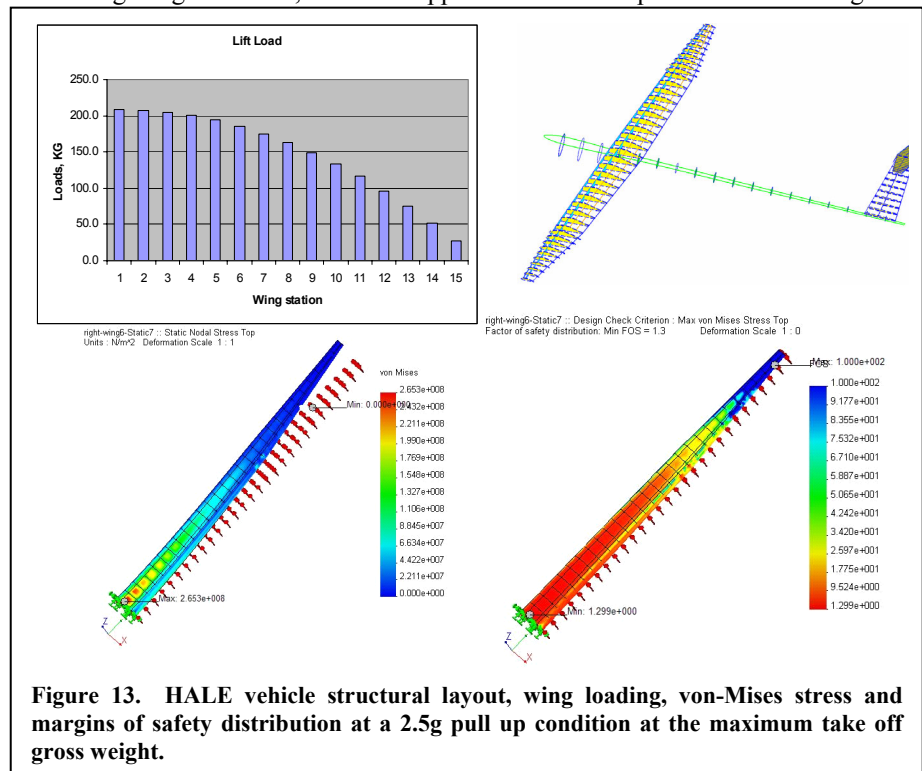 Lift Load
250.0
200.0
150.0
100.0
50.0
0.0
Loads, KG
1 2 3 4 5 6 7 8 9 10 11 12 13 14 15
Wing station
right-wing6-Static7 :: Static Nodal Stress Top
Units : N/m^2 Deformation Scale 1 : 1
von Mises
2.653e+008
2.432e+008
2.211e+008
1.990e+008
1.769e+008
1.548e+008
1.327e+008
1.106e+008
8.845e+007
6.634e+007
4.422e+007
2.211e+007
0.000e+000
Min: 0.000e+000
Max: 2.653e+008
Z
X
right-wing6-Static7 :: Design Check Criterion : Max von Mises Stress Top
Factor of safety distribution: Min FOS = 1.3 Deformation Scale 1 : 0
Max: 1.000e+002
FOS
1.000e+002
9.177e+001
8.355e+001
7.532e+001
6.710e+001
5.887e+001
5.065e+001
4.242e+001
3.420e+001
2.597e+001
1.775e+001
9.524e+000
1.299e+000
Min: 1.299e+000
Z
X
Figure 13. HALE vehicle structural layout, wing loading, von-Mises stress and
margins of safety distribution at a 2.5g pull up condition at the maximum take off
gross weight.